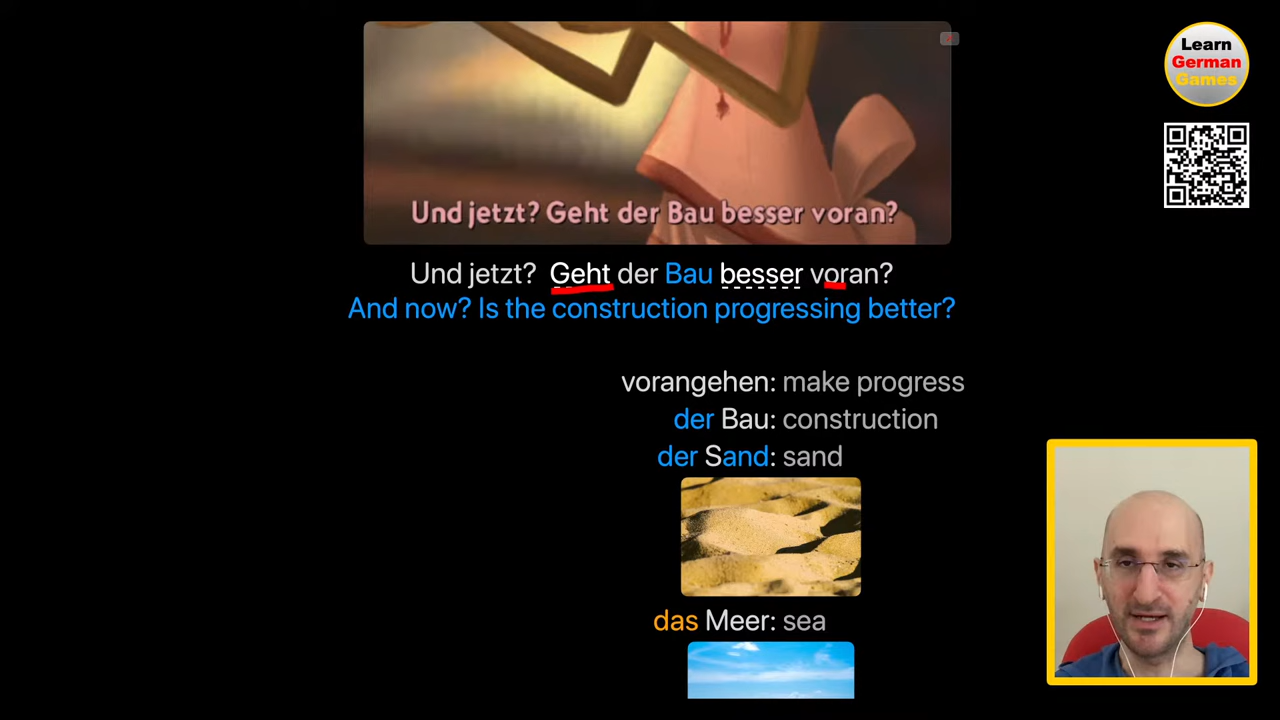 Learn
German
Games
Und jetzt? Geht der Bau besser voran?
Und jetzt? Geht der Bau besser voran?
And now? Is the construction progressing better?
vorangehen: make progress
der Bau: construction
der Sand: sand
das Meer: sea